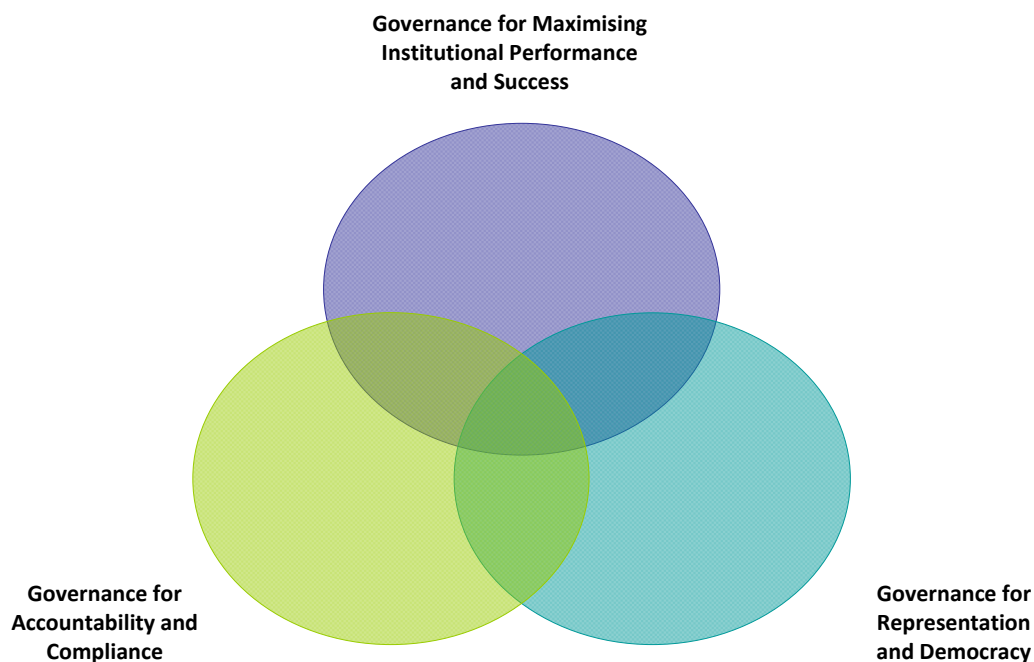 Governance for Maximising
Institutional Performance
and Success
Governance for
Accountability and
Compliance
Governance for
Representation
and Democracy